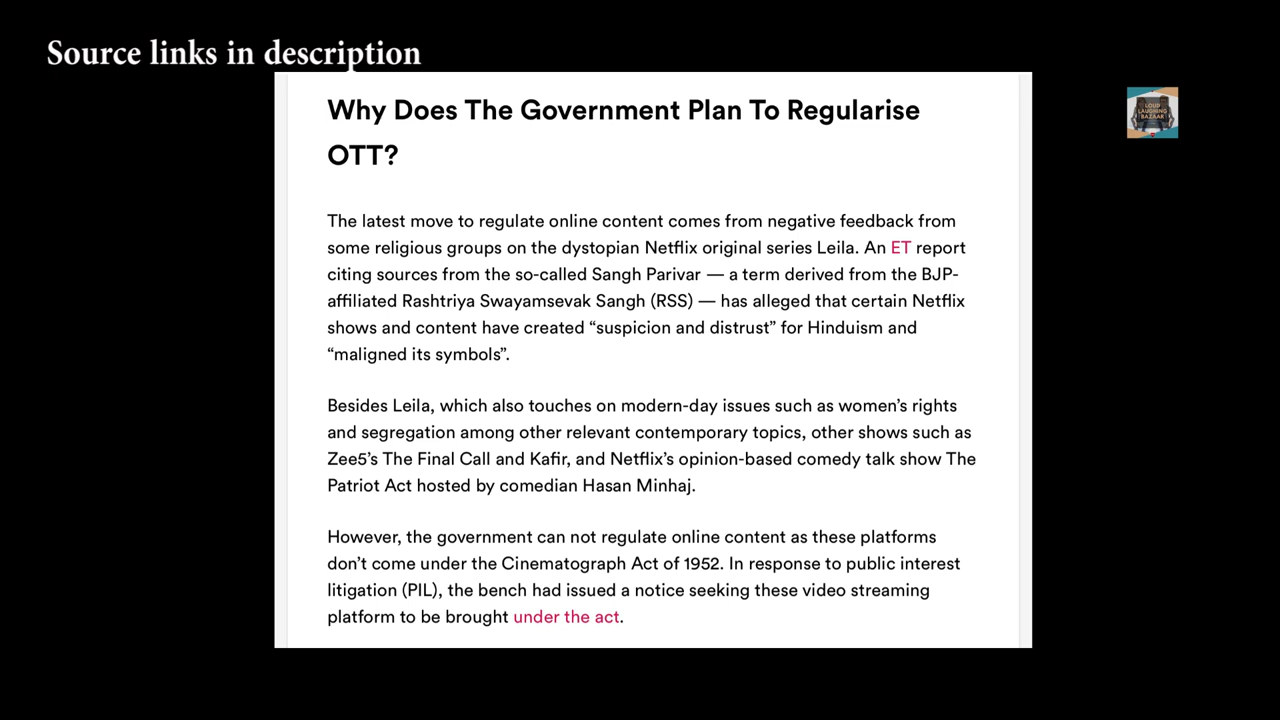 Source links in description
LOUD
LAUGHING
BAZAAR
Why Does The Government Plan To Regularise
OTT?
The latest move to regulate online content comes from negative feedback from
some religious groups on the dystopian Netflix original series Leila. An ET report
citing sources from the so-called Sangh Parivar — a term derived from the BJP-
affiliated Rashtriya Swayamsevak Sangh (RSS) — has alleged that certain Netflix
shows and content have created “suspicion and distrust” for Hinduism and
“maligned its symbols”.
Besides Leila, which also touches on modern-day issues such as women’s rights
and segregation among other relevant contemporary topics, other shows such as
Zee5’s The Final Call and Kafir, and Netflix’s opinion-based comedy talk show The
Patriot Act hosted by comedian Hasan Minhaj.
However, the government can not regulate online content as these platforms
don’t come under the Cinematograph Act of 1952. In response to public interest
litigation (PIL), the bench had issued a notice seeking these video streaming
platform to be brought under the act.